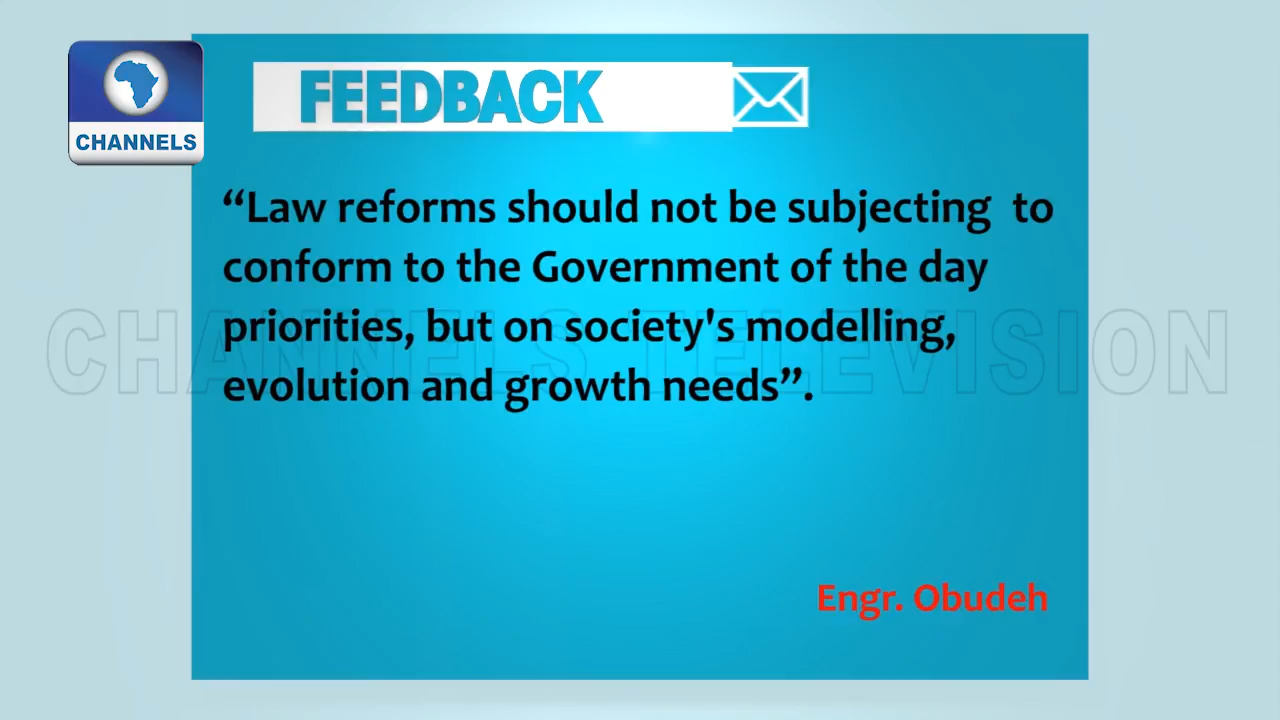 CHANNELS
FEEDBACK
“Law reforms should not be subjecting  to
conform to the Government of the day
priorities, but on society's modelling,
evolution and growth needs”.
CHANNELS TELEVISION
Engr. Obudeh